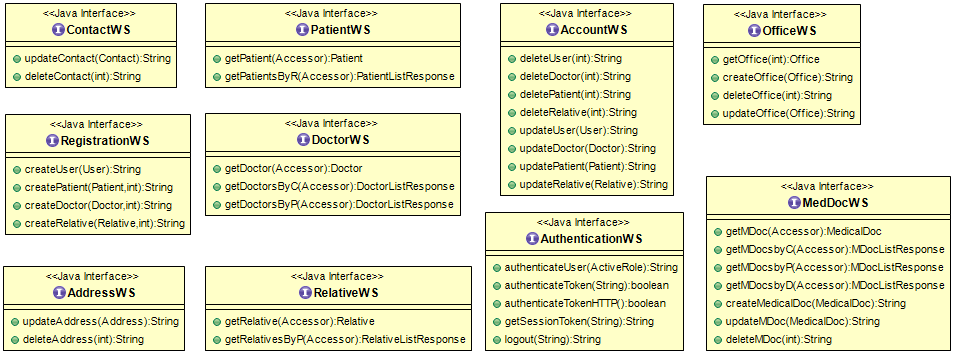 <<Java Interface>>
ContactWS
updateContact(Contact):String
deleteContact(int):String
<<Java Interface>>
PatientWS
getPatient(Accessor):Patient
getPatientsByR(Accessor):PatientListResponse
<<Java Interface>>
AccountWS
deleteUser(int):String
deleteDoctor(int):String
deletePatient(int):String
deleteRelative(int):String
updateUser(User):String
updateDoctor(Doctor):String
updatePatient(Patient):String
updateRelative(Relative):String
<<Java Interface>>
OfficeWS
getOffice(int):Office
createOffice(Office):String
deleteOffice(int):String
updateOffice(Office):String
<<Java Interface>>
RegistrationWS
createUser(User):String
createPatient(Patient,int):String
createDoctor(Doctor,int):String
createRelative(Relative,int):String
<<Java Interface>>
DoctorWS
getDoctor(Accessor):Doctor
getDoctorsByC(Accessor):DoctorListResponse
getDoctorsByP(Accessor):DoctorListResponse
<<Java Interface>>
MedDocWS
getMDoc(Accessor):MedicalDoc
getMDocsbyC(Accessor):MDocListResponse
getMDocsbyP(Accessor):MDocListResponse
getMDocsbyD(Accessor):MDocListResponse
createMedicalDoc(MedicalDoc):String
updateMDoc(MedicalDoc):String
deleteMDoc(int):String
<<Java Interface>>
AddressWS
updateAddress(Address):String
deleteAddress(int):String
<<Java Interface>>
RelativeWS
getRelative(Accessor):Relative
getRelativesByP(Accessor):RelativeListResponse
<<Java Interface>>
AuthenticationWS
authenticateUser(ActiveRole):String
authenticateToken(String):boolean
authenticateTokenHTTP():boolean
getSessionToken(String):String
logout(String):String